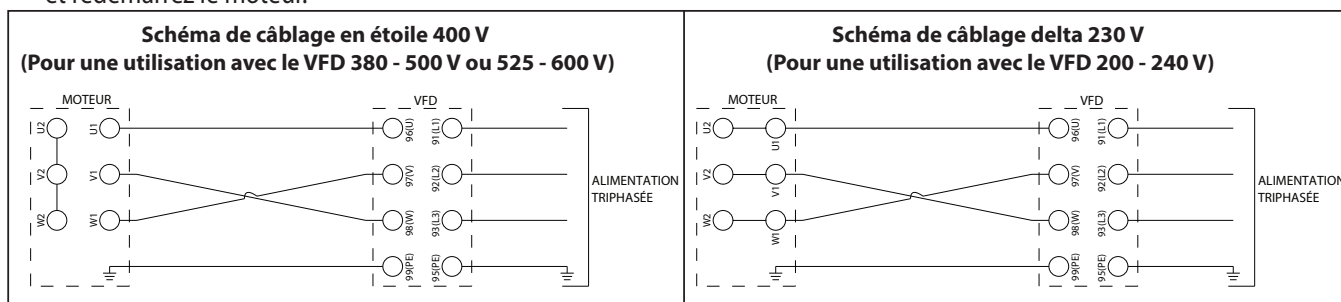 et redémarrez le moteur.
Schéma de câblage en étoile 400 V
(Pour une utilisation avec le VFD 380 - 500 V ou 525 - 600 V)
MOTEUR
VFD
U2
U1
96(U)
91(L1)
V2
V1
97(V)
92(L2)
W2
W1
98(W)
93(L3)
99(PE)
95(PE)
ALIMENTATION
TRIPHASÉE
Schéma de câblage delta 230 V
(Pour une utilisation avec le VFD 200 - 240 V)
MOTEUR
VFD
U2
U1
96(U)
91(L1)
V2
V1
97(V)
92(L2)
W2
W1
98(W)
93(L3)
99(PE)
95(PE)
ALIMENTATION
TRIPHASÉE